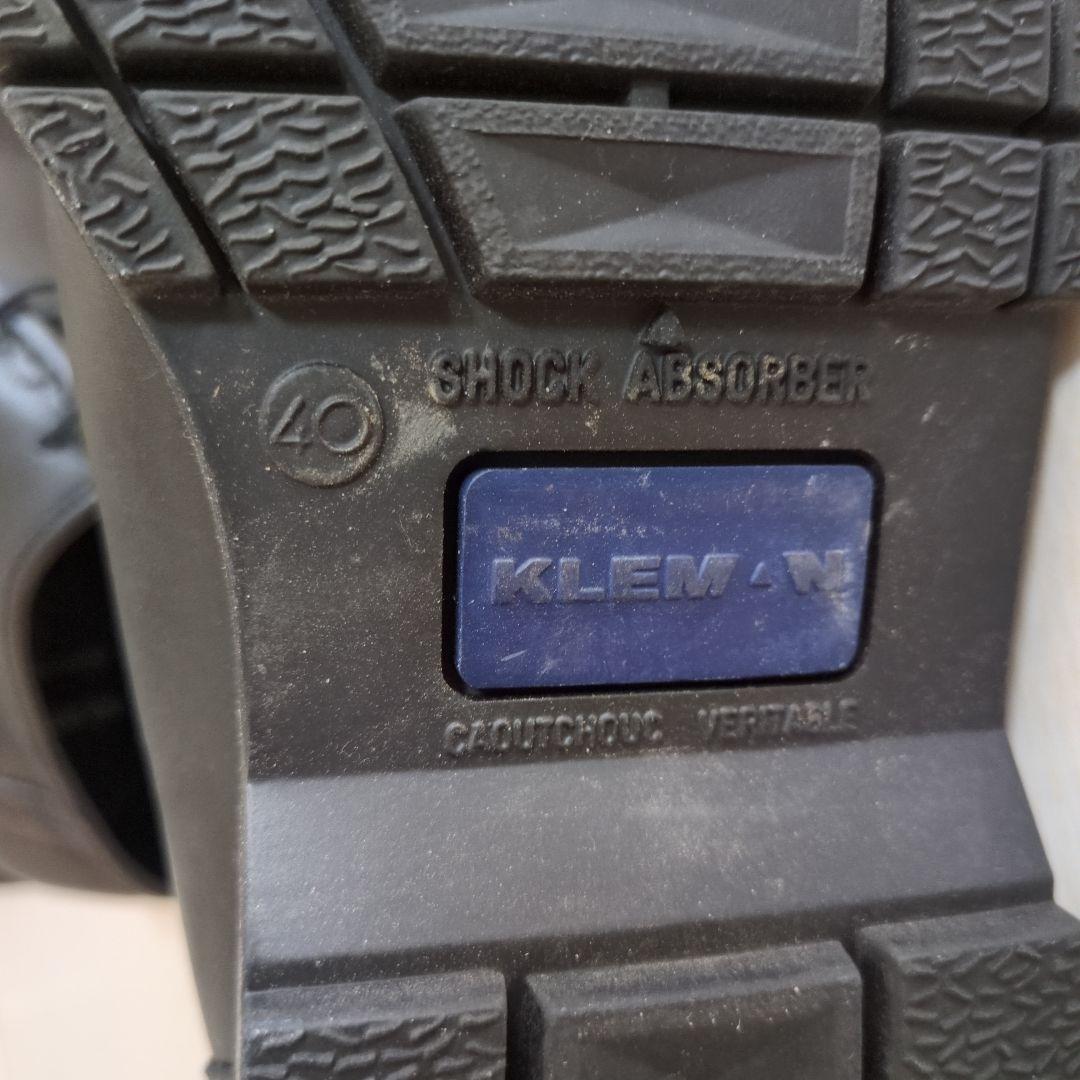 SHOCK ABSORBER
40
KLEMAN
CAOUTCHOUC VERITABLE